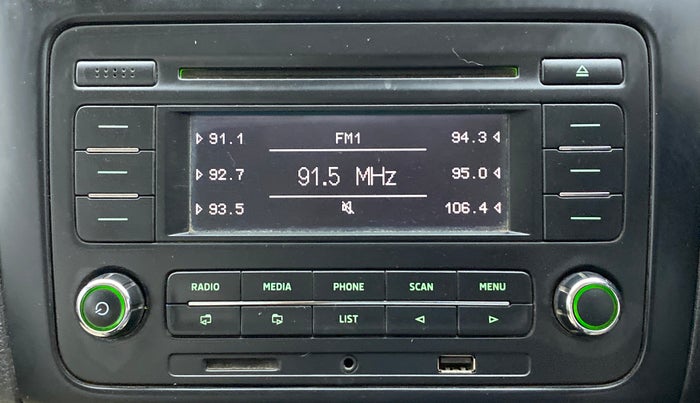 91.1 FM1 94.3
92.7 91.5 MHz 95.0
93.5 106.4
RADIO MEDIA PHONE SCAN MENU
LIST